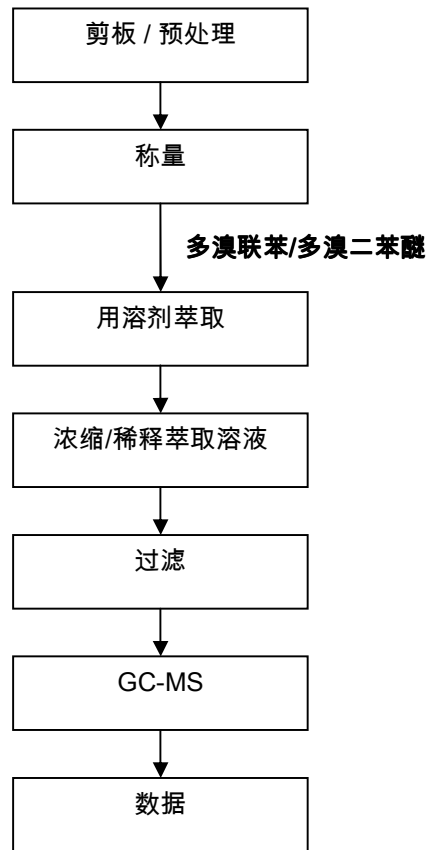 剪板 / 预处理
称量
多溴联苯/多溴二苯醚
用溶剂萃取
浓缩/稀释萃取溶液
过滤
GC-MS
数据